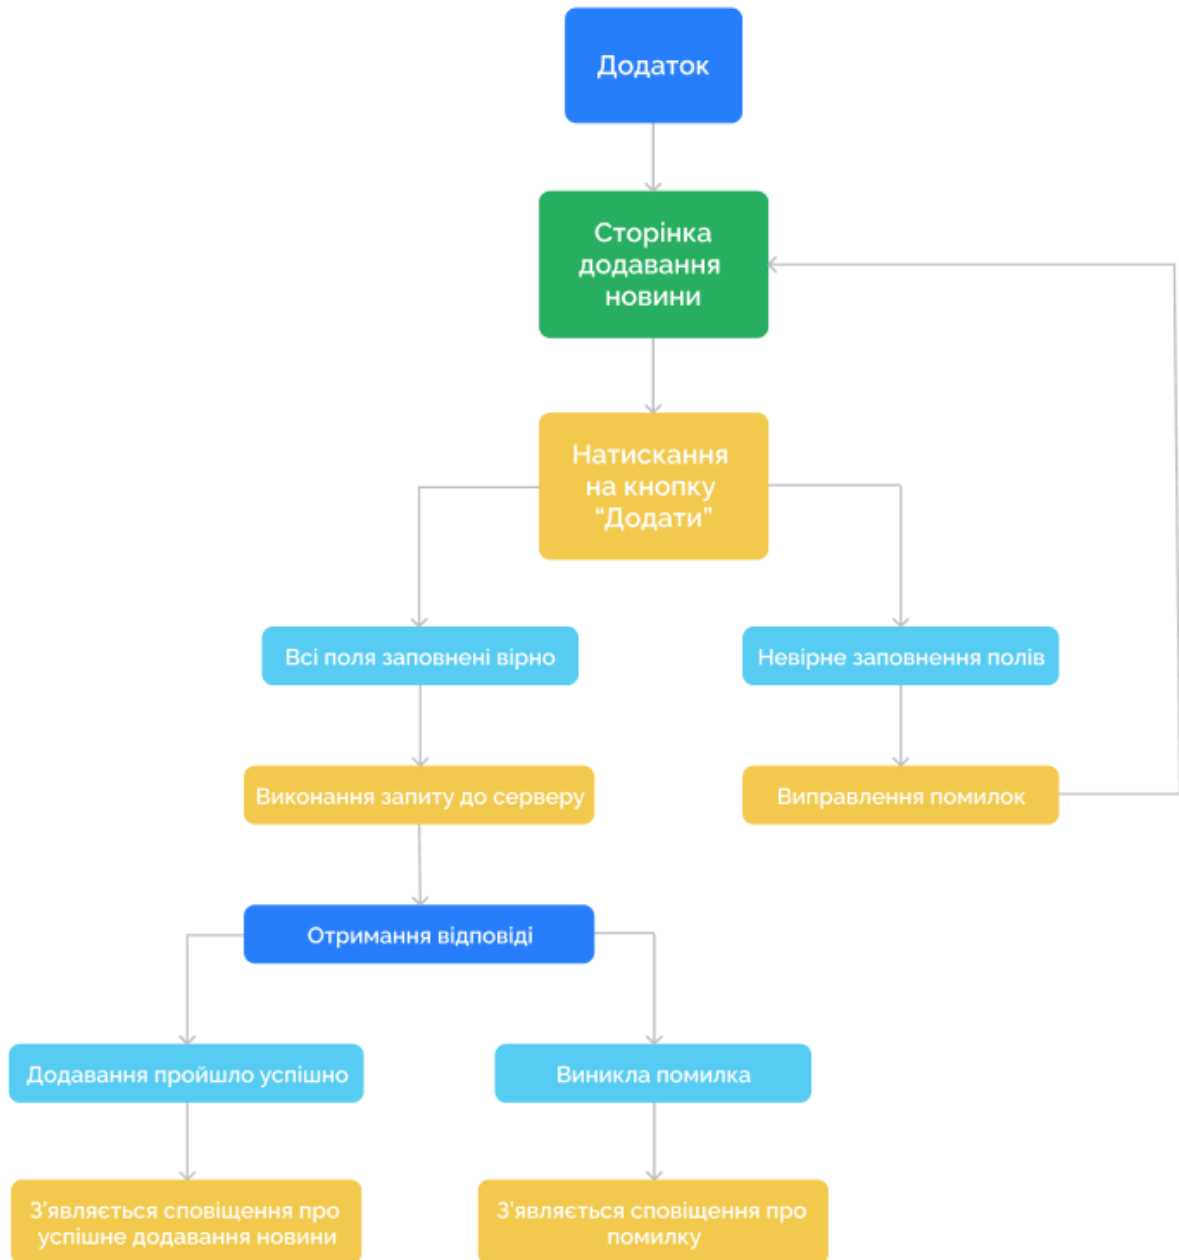 Додаток
Сторінка
додавання
новини
Натискання
на кнопку
“Додати”
Всі поля заповнені вірно
Невірне заповнення полів
Виконання запиту до серверу
Виправлення помилок
Отримання відповіді
Додавання пройшло успішно
Виникла помилка
З’являється сповіщення про
успішне додавання новини
З’являється сповіщення про
помилку